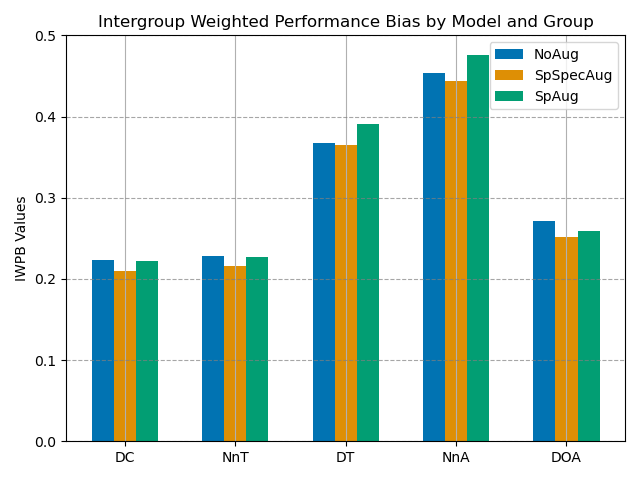 Intergroup Weighted Performance Bias by Model and Group
IWPB Values
0.5
0.4
0.3
0.2
0.1
0.0
NoAug
SpSpecAug
SpAug
DC
NnT
DT
NnA
DOA